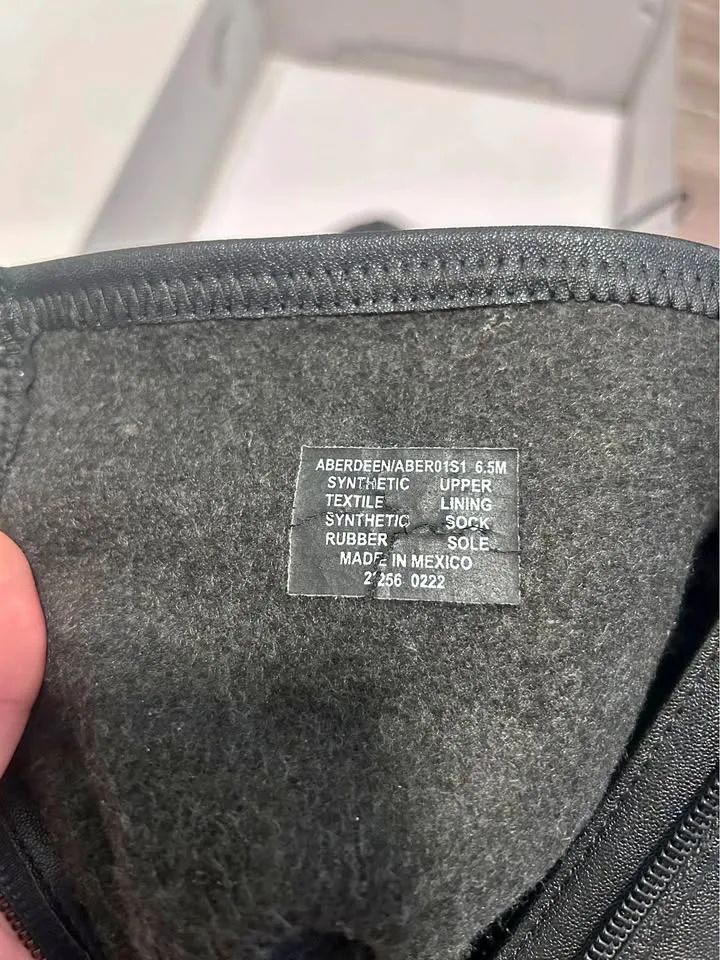 ABERDEEN/ABER01S1 6.5M
SYNTHETIC UPPER
TEXTILE LINING
SYNTHETIC SOCK
RUBBER SOLE
MADE IN MEXICO
0222